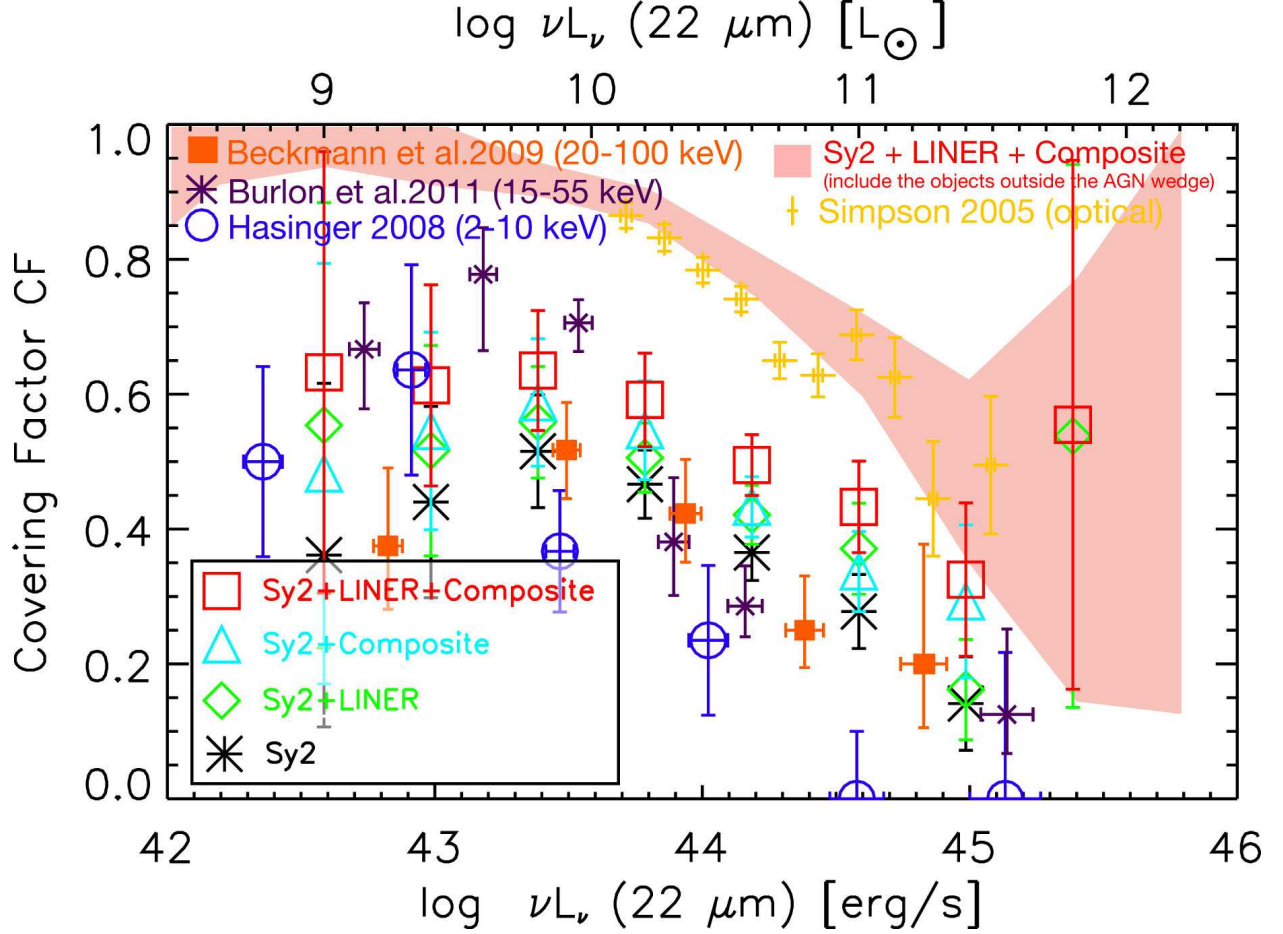 log νLν (22 μm) [L⊙]
9 10 11 12
1.0
Beckmann et al.2009 (20-100 keV)
Burlon et al.2011 (15-55 keV)
Hasinger 2008 (2-10 keV)
Sy2 + LINER + Composite
(include the objects outside the AGN wedge)
Simpson 2005 (optical)
0.8
0.6
0.4
0.2
0.0
Covering Factor CF
Sy2+LINER+Composite
Sy2+Composite
Sy2+LINER
Sy2
42 43 44 45 46
log νLν (22 μm) [erg/s]